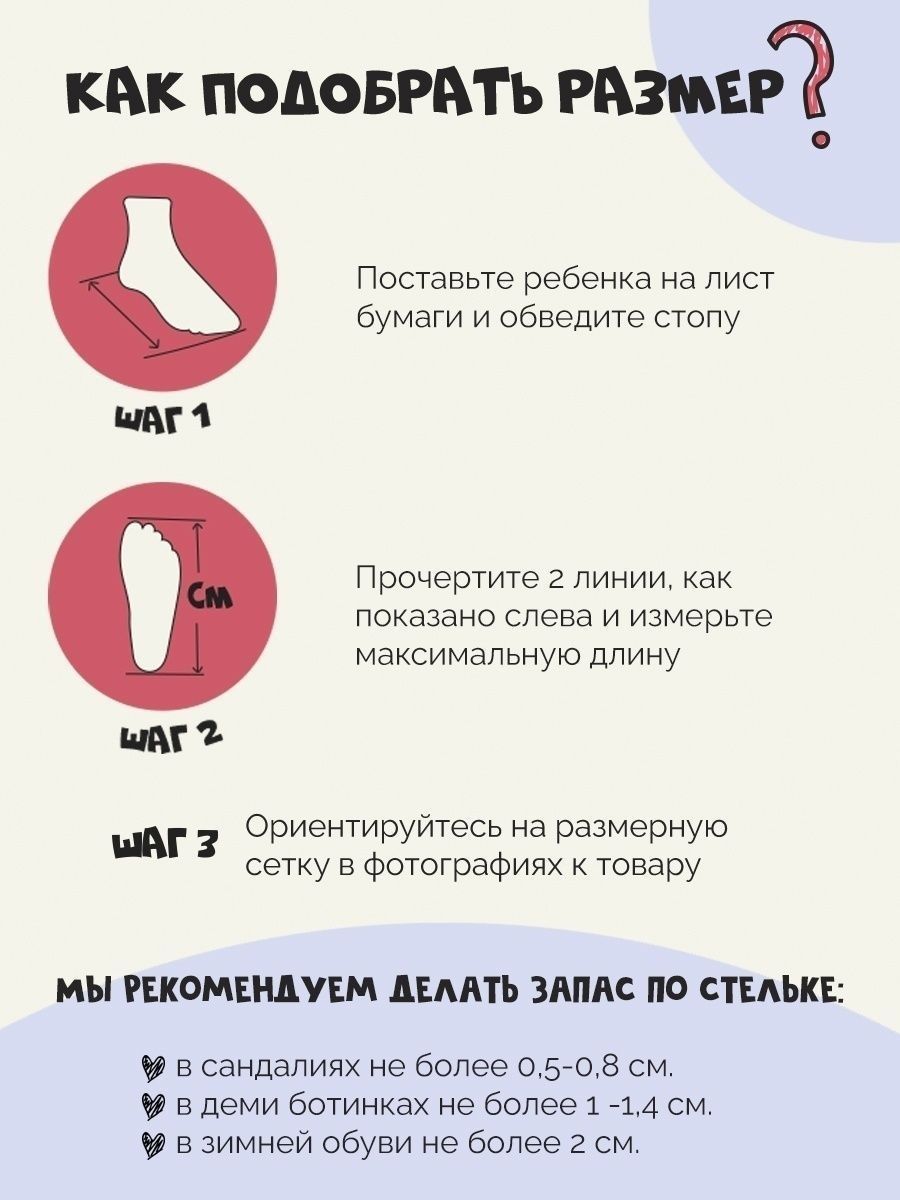 КАК ПОДОБРАТЬ РАЗМЕР?
Поставьте ребенка на лист
бумаги и обведите стопу
ШАГ 1
см
Прочертите 2 линии, как
показано слева и измерьте
максимальную длину
ШАГ 2
ШАГ 3
Ориентируйтесь на размерную
сетку в фотографиях к товару
МЫ РЕКОМЕНДУЕМ ДЕЛАТЬ ЗАПАС ПО СТЕЛЬКЕ:
в сандалиях не более 0,5-0,8 см.
в деми ботинках не более 1 -1,4 см.
в зимней обуви не более 2 см.